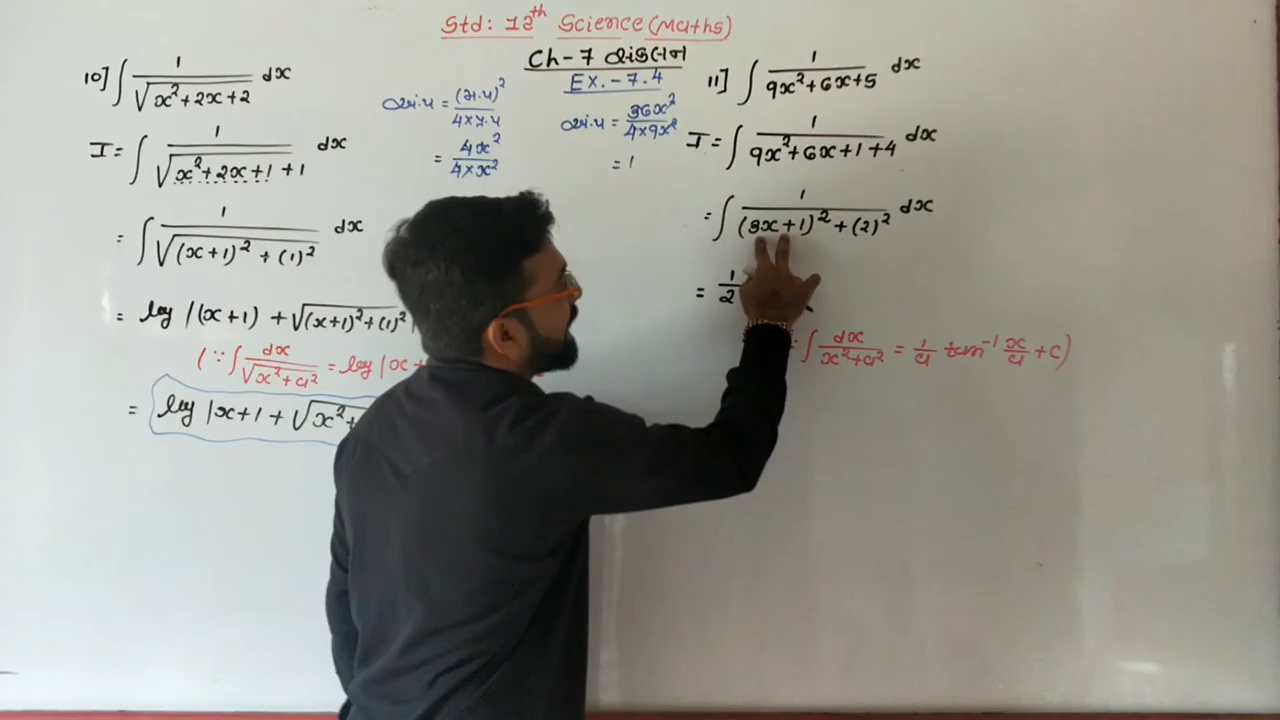 Std: 12th Science (Maths)
Ch-7 સંકલન
EX.-7.4
10] ∫ 1/√(x²+2x+2) dx
I = ∫ 1/√(x²+2x+1+1) dx
= ∫ 1/√((x+1)² + (1)²) dx
= log |(x+1) + √((x+1)²+(1)²)|
(∵ ∫ dx/√(x²+a²) = log |x+
= log |x+1 + √(x²+
= (મ.પ)²/4×પ્ર.પ
= 4x²/4×x²
= 36x²/4×9x²
= 1
11] ∫ 1/(9x²+6x+5) dx
I = ∫ 1/(9x²+6x+1+4) dx
= ∫ 1/((3x+1)² + (2)²) dx
= 1/2
∫ dx/(x²+a²) = 1/a tan⁻¹ x/a + c)